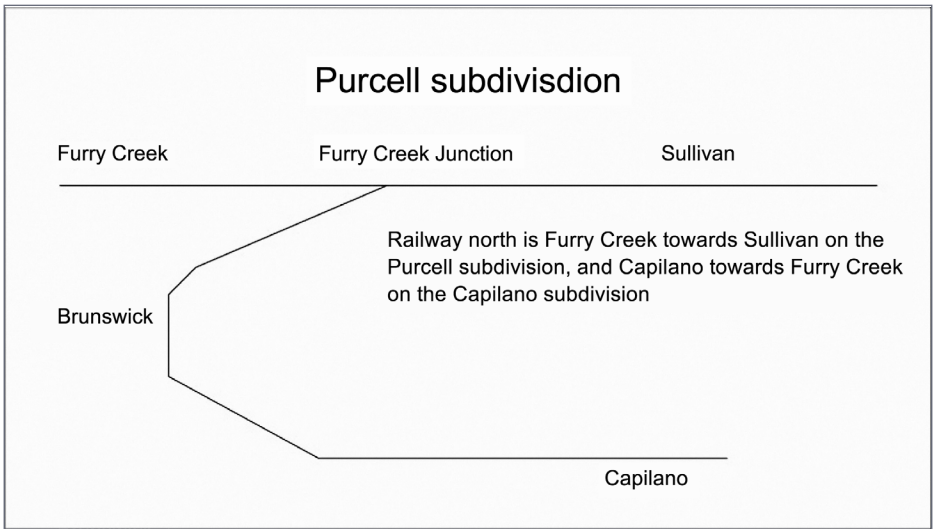 Purcell subdivisdion
Furry Creek
Furry Creek Junction
Sullivan
Railway north is Furry Creek towards Sullivan on the
Purcell subdivision, and Capilano towards Furry Creek
on the Capilano subdivision
Brunswick
Capilano